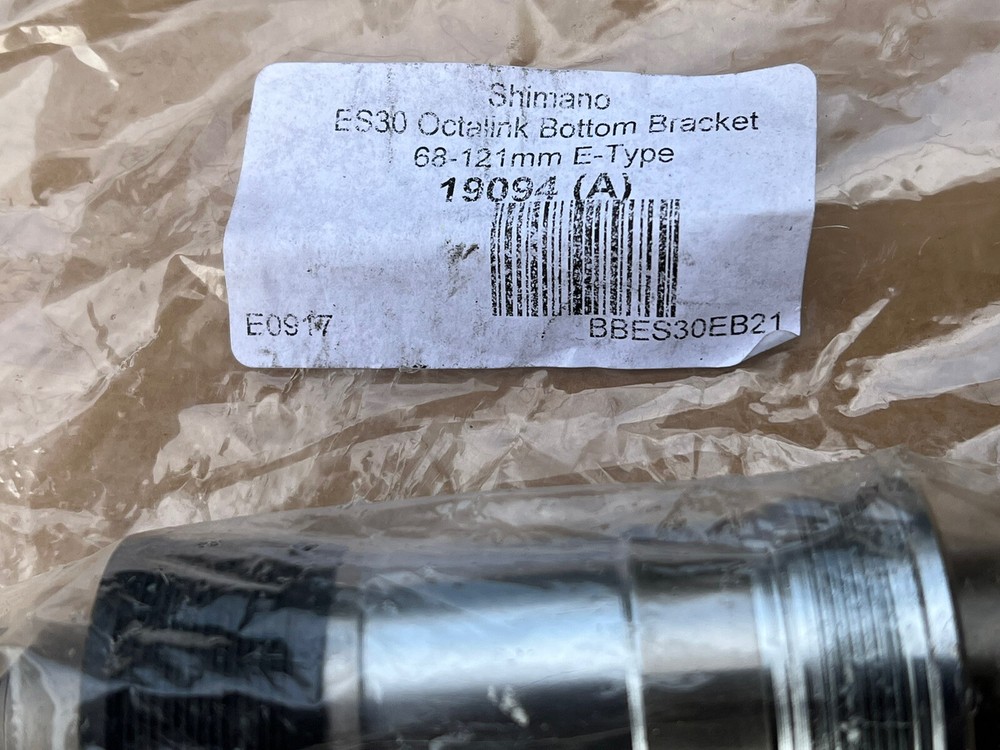 Shimano
ES30 Octalink Bottom Bracket
68-121mm E-Type
19094 (A)
E0917
BBES30EB21